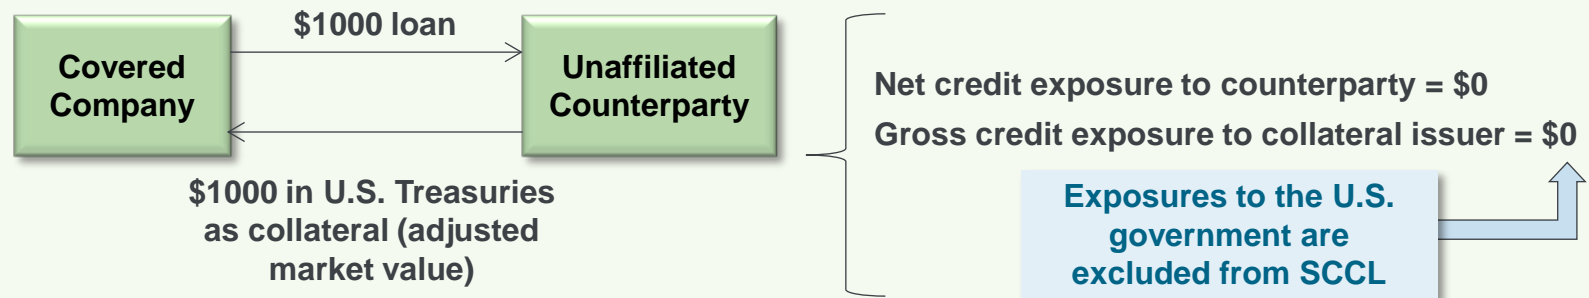 $1000 loan
Covered
Company
Unaffiliated
Counterparty
$1000 in U.S. Treasuries
as collateral (adjusted
market value)
Net credit exposure to counterparty = $0
Gross credit exposure to collateral issuer = $0
Exposures to the U.S.
government are
excluded from SCCL